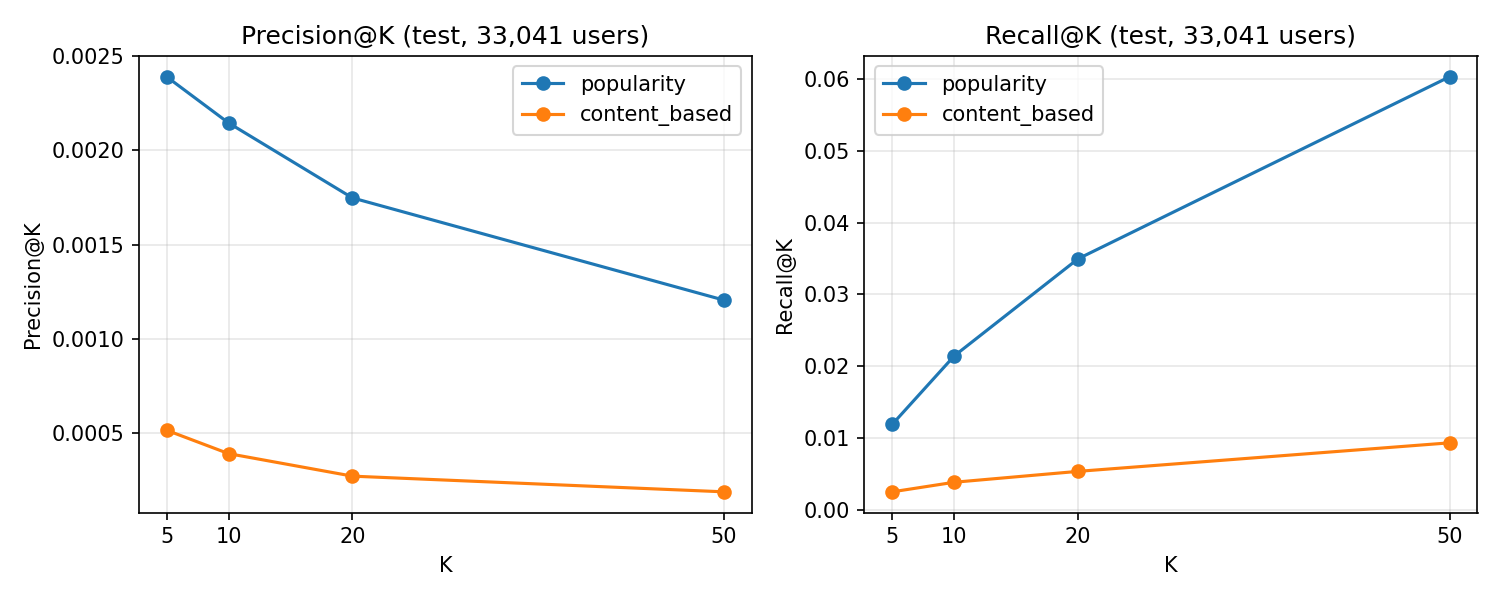 Precision@K (test, 33,041 users)
Precision@K
0.0025
0.0020
0.0015
0.0010
0.0005
popularity
content_based
5 10 20 50
K
Recall@K (test, 33,041 users)
Recall@K
0.06
0.05
0.04
0.03
0.02
0.01
0.00
popularity
content_based
5 10 20 50
K